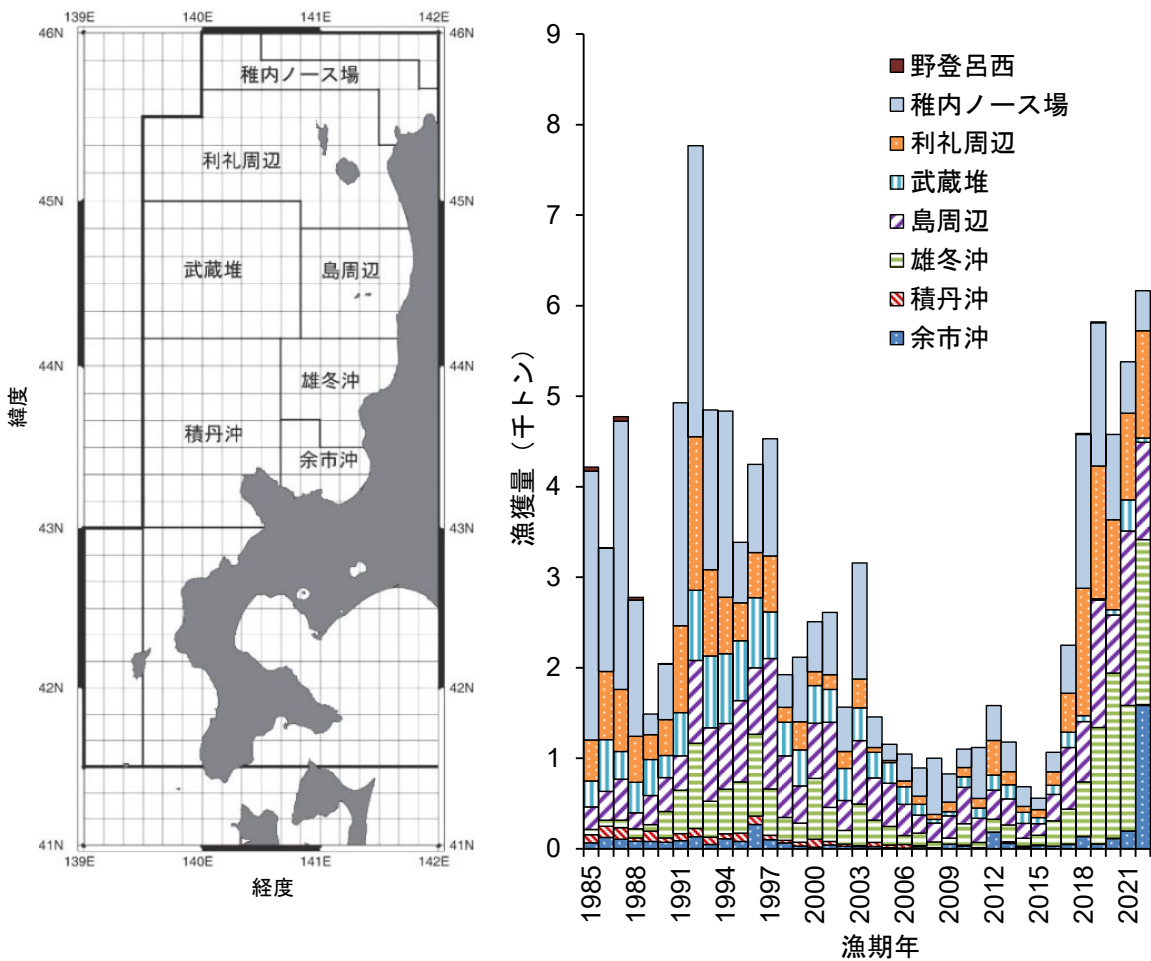 139E 140E 141E 142E
46N 46N
稚内ノース場
利礼周辺
45N 45N
武蔵堆 島周辺
44N 44N
雄冬沖
積丹沖
余市沖
43N 43N
42N 42N
41N 41N
139E 140E 141E 142E
緯度
経度
9
8
7
6
5
4
3
2
1
0
漁獲量（千トン）
野登呂西
稚内ノース場
利礼周辺
武蔵堆
島周辺
雄冬沖
積丹沖
余市沖
1985 1988 1991 1994 1997 2000 2003 2006 2009 2012 2015 2018 2021
漁期年